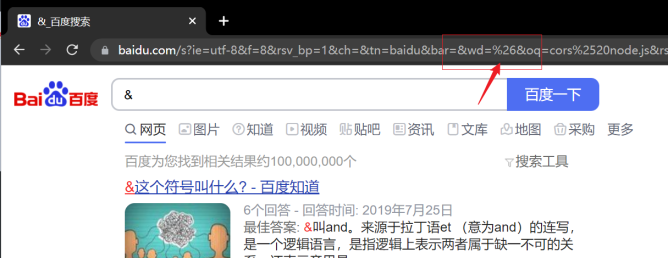 &_百度搜索
baidu.com/s?ie=utf-8&f=8&rsv_bp=1&ch=&tn=baidu&bar=&wd=%26&oq=cors%2520node.js&rs
Bai du 百度
&
百度一下
网页 图片 知道 视频 贴吧 资讯 文库 地图 采购 更多
百度为您找到相关结果约100,000,000个 搜索工具
&这个符号叫什么? - 百度知道
6个回答 - 回答时间: 2019年7月25日
最佳答案: &叫and。来源于拉丁语et （意为and）的连写，
是一个逻辑语言，是指逻辑上表示两者属于缺一不可的关